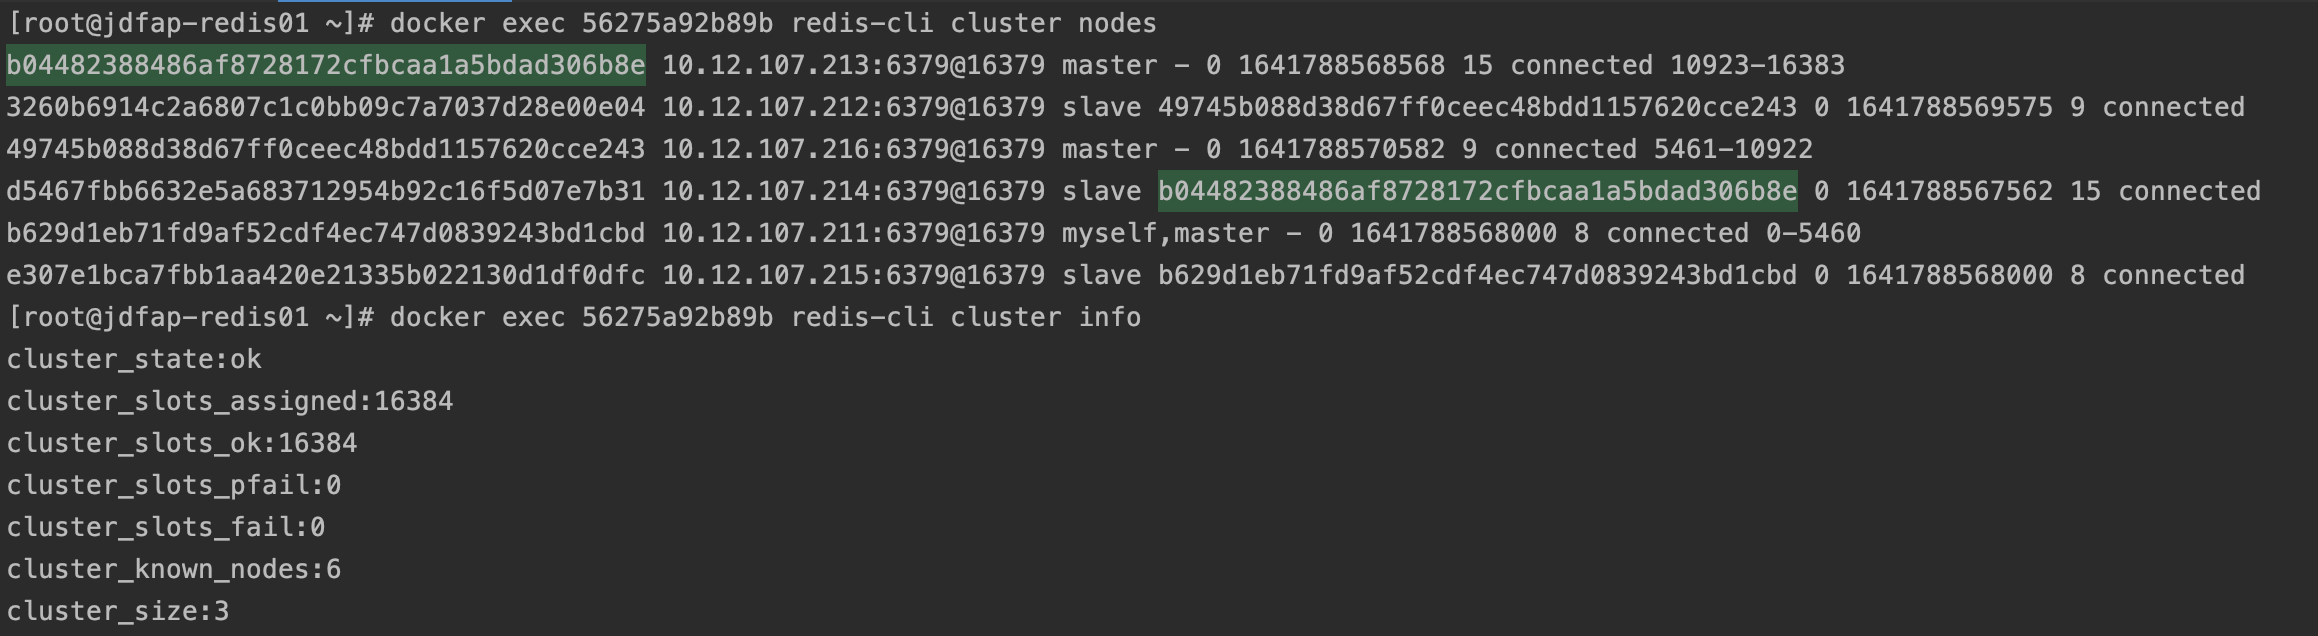 [root@jdfap-redis01 ~]# docker exec 56275a92b89b redis-cli cluster nodes
b04482388486af8728172cfbcaa1a5bdad306b8e 10.12.107.213:6379@16379 master - 0 1641788568568 15 connected 10923-16383
3260b6914c2a6807c1c0bb09c7a7037d28e00e04 10.12.107.212:6379@16379 slave 49745b088d38d67ff0ceec48bdd1157620cce243 0 1641788569575 9 connected
49745b088d38d67ff0ceec48bdd1157620cce243 10.12.107.216:6379@16379 master - 0 1641788570582 9 connected 5461-10922
d5467fbb6632e5a683712954b92c16f5d07e7b31 10.12.107.214:6379@16379 slave b04482388486af8728172cfbcaa1a5bdad306b8e 0 1641788567562 15 connected
b629d1eb71fd9af52cdf4ec747d0839243bd1cbd 10.12.107.211:6379@16379 myself,master - 0 1641788568000 8 connected 0-5460
e307e1bca7fbb1aa420e21335b022130d1df0dfc 10.12.107.215:6379@16379 slave b629d1eb71fd9af52cdf4ec747d0839243bd1cbd 0 1641788568000 8 connected
[root@jdfap-redis01 ~]# docker exec 56275a92b89b redis-cli cluster info
cluster_state:ok
cluster_slots_assigned:16384
cluster_slots_ok:16384
cluster_slots_pfail:0
cluster_slots_fail:0
cluster_known_nodes:6
cluster_size:3